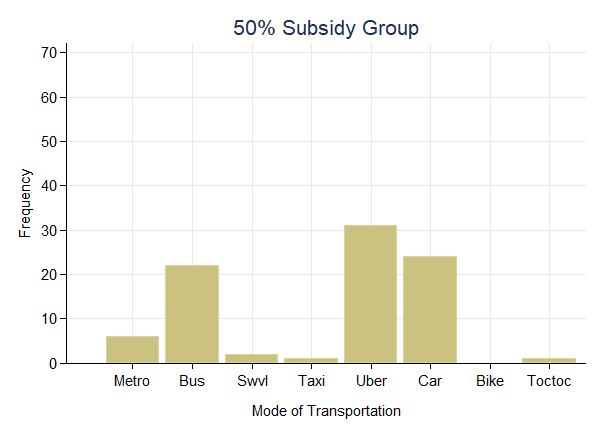 50% Subsidy Group
70
60
50
40
30
20
10
0
Frequency
Metro Bus Swvl Taxi Uber Car Bike Toctoc
Mode of Transportation